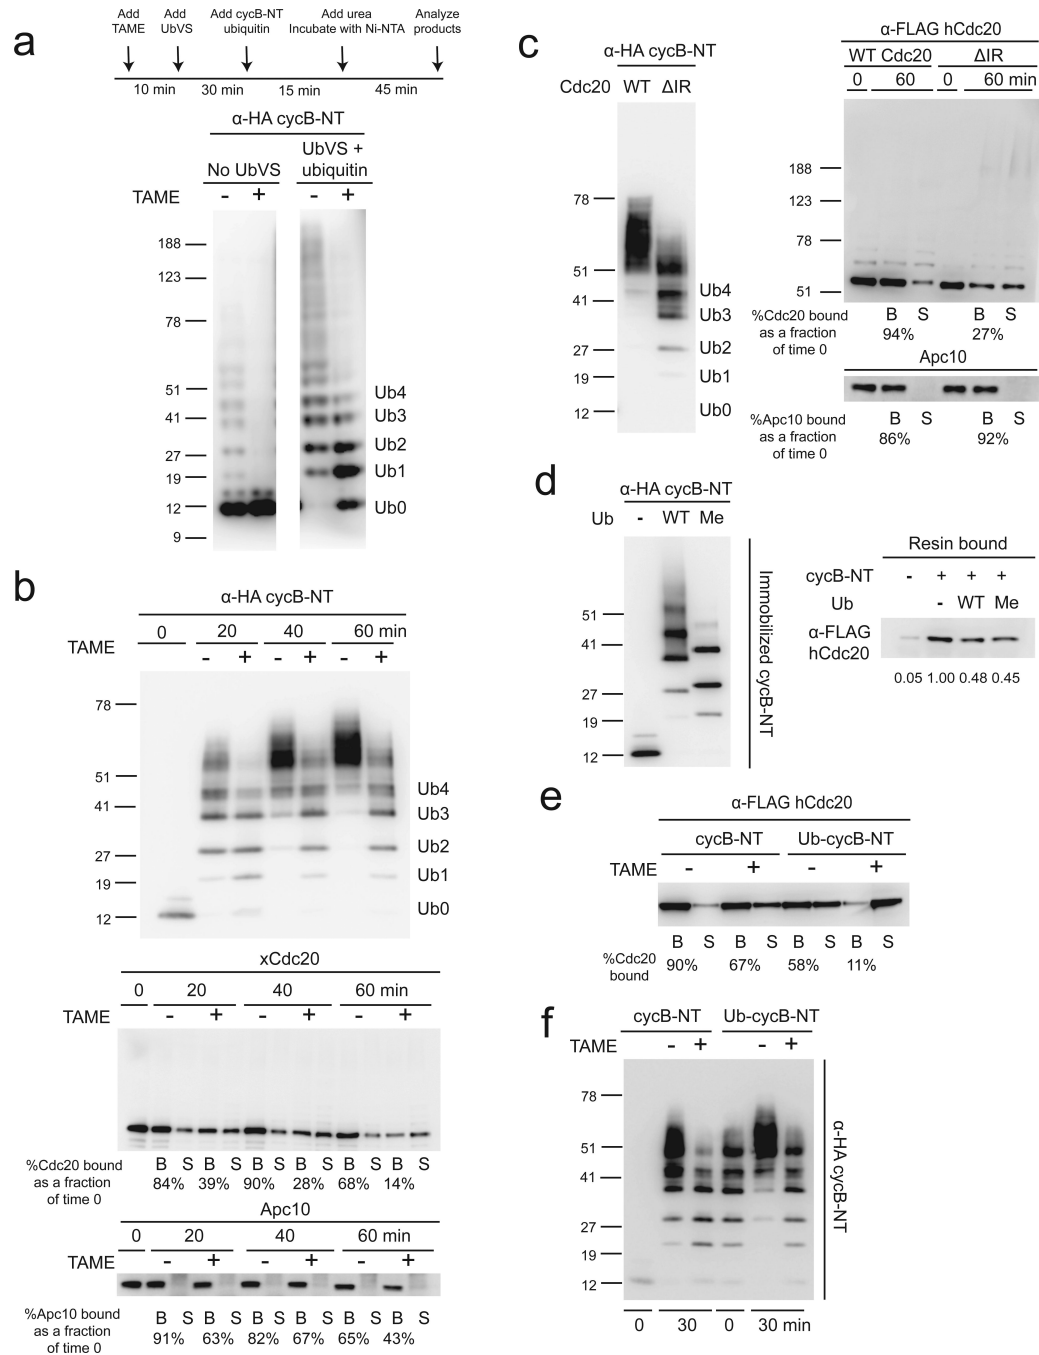 a
Add TAME
Add UbVS
Add cycB-NT ubiquitin
Add urea Incubate with Ni-NTA
Analyze products
10 min 30 min 15 min 45 min
α-HA cycB-NT
No UbVS
UbVS + ubiquitin
TAME - + - +
188
123
78
51
41
27
19
12
9
Ub4
Ub3
Ub2
Ub1
Ub0
b
α-HA cycB-NT
0 20 40 60 min
TAME - + - + - +
78
51
41
27
19
12
Ub4
Ub3
Ub2
Ub1
Ub0
xCdc20
0 20 40 60 min
TAME - + - + - +
B S B S B S B S B S B S
%Cdc20 bound
as a fraction
of time 0
84% 39% 90% 28% 68% 14%
Apc10
0 20 40 60 min
TAME - + - + - +
B S B S B S B S B S B S
%Apc10 bound
as a fraction
of time 0
91% 63% 82% 67% 65% 43%
c
α-HA cycB-NT
Cdc20 WT ΔIR
78
51
41
27
19
12
Ub4
Ub3
Ub2
Ub1
Ub0
α-FLAG hCdc20
WT Cdc20 ΔIR
0 60 0 60 min
188
123
78
51
B S B S
%Cdc20 bound
as a fraction
of time 0
94% 27%
Apc10
B S B S
%Apc10 bound
as a fraction
of time 0
86% 92%
d
α-HA cycB-NT
Ub - WT Me
51
41
27
19
12
Immobilized cycB-NT
Resin bound
cycB-NT - + + +
Ub - WT Me
α-FLAG
hCdc20
0.05 1.00 0.48 0.45
e
α-FLAG hCdc20
cycB-NT Ub-cycB-NT
TAME - + - +
B S B S B S B S
%Cdc20
bound
90% 67% 58% 11%
f
cycB-NT Ub-cycB-NT
TAME - + - +
78
51
41
27
19
12
α-HA cycB-NT
0 30 0 30 min